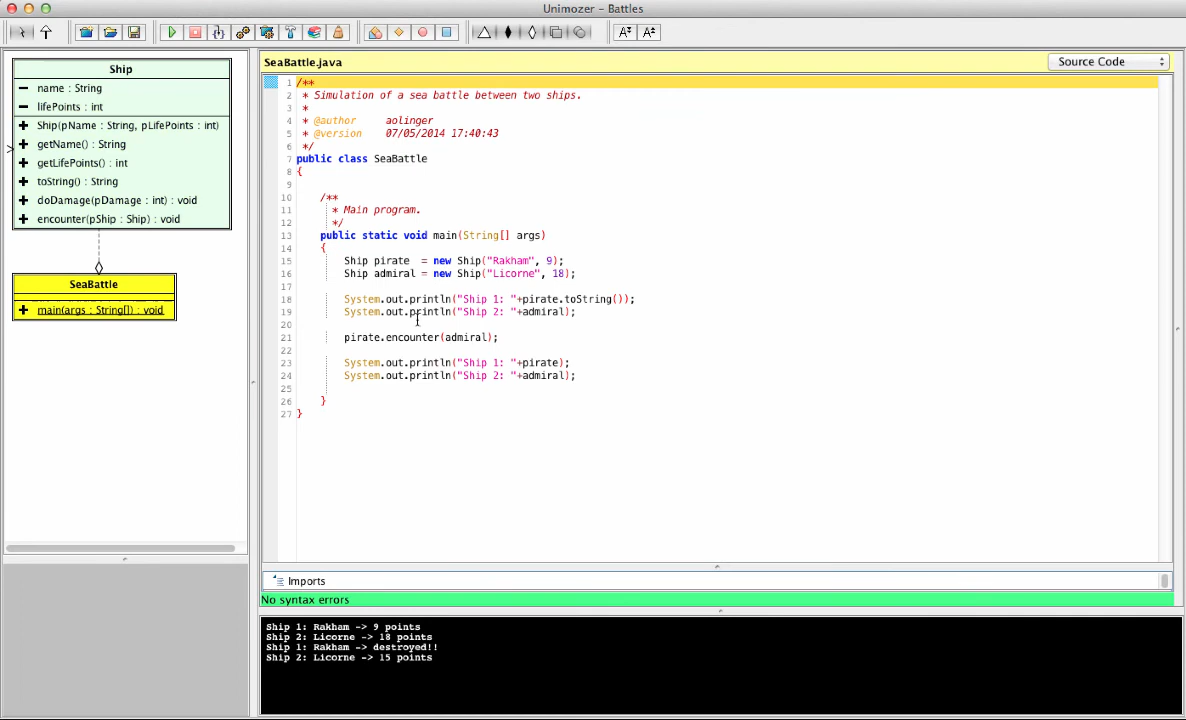 Unimozer – Battles
Ship
name : String
lifePoints : int
Ship(pName : String, pLifePoints : int)
getName() : String
getLifePoints() : int
toString() : String
doDamage(pDamage : int) : void
encounter(pShip : Ship) : void
SeaBattle
main(args : String[]) : void
SeaBattle.java
Source Code
1 /**
2 * Simulation of a sea battle between two ships.
3 *
4 * @author aolinger
5 * @version 07/05/2014 17:40:43
6 */
7 public class SeaBattle
8 {
9
10 /**
11 * Main program.
12 */
13 public static void main(String[] args)
14 {
15 Ship pirate = new Ship("Rakham", 9);
16 Ship admiral = new Ship("Licorne", 18);
17
18 System.out.println("Ship 1: "+pirate.toString());
19 System.out.println("Ship 2: "+admiral);
20
21 pirate.encounter(admiral);
22
23 System.out.println("Ship 1: "+pirate);
24 System.out.println("Ship 2: "+admiral);
25
26 }
27 }
Imports
No syntax errors
Ship 1: Rakham -> 9 points
Ship 2: Licorne -> 18 points
Ship 1: Rakham -> destroyed!!
Ship 2: Licorne -> 15 points